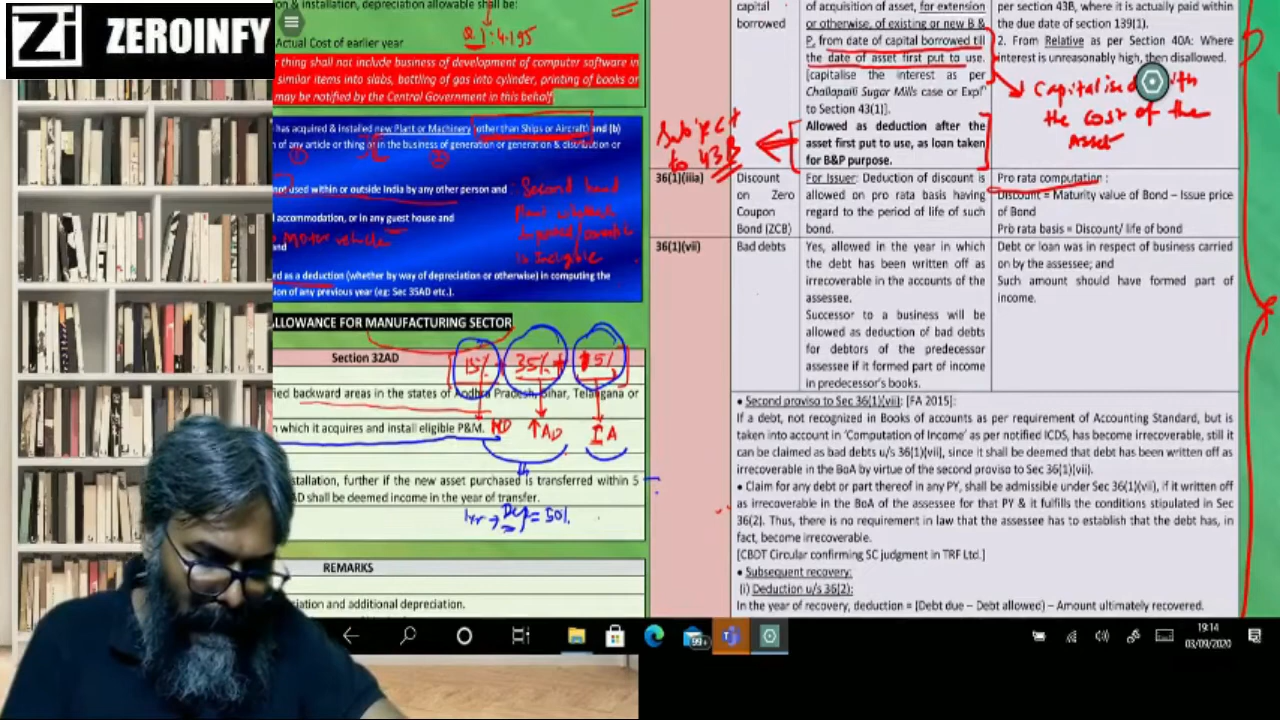 ZEROINFY
n & installation, depreciation allowable shall be:
Actual Cost of earlier year
r thing shall not include business of development of computer software in
similar items into slabs, battling of gas into cylinder, printing of books or
may be notified by the Central Government in this behalf.
has acquired & installed new Plant or Machinery (other than Ships or Aircraft) and (b)
n of any article or thing or in the business of generation or generation & distribution or
① ②
not used within or outside India by any other person and
: Second hand
Plant whether
imported/
is ineligible
l accommodation, or in any guest house and
Motor vehicle
and
ed as a deduction (whether by way of depreciation or otherwise) in computing the
ion of any previous year (eg: Sec 35AD etc.).
LLOWANCE FOR MANUFACTURING SECTOR
Section 32AD
15% + 35% + 15%
fied backward areas in the states of Andhra Pradesh, Bihar, Telangana or
n which it acquires and install eligible P&M.
ND ↑AD IA
stallation, further if the new asset purchased is transferred within 5
AD shall be deemed income in the year of transfer.
1yr → Dep = 50%
REMARKS
ciation and additional depreciation.
capital
borrowed
of acquisition of asset, for extension
or otherwise, of existing or new B &
P, from date of capital borrowed till
the date of asset first put to use.
[capitalise the interest as per
Challapalli Sugar Mills case or Expl
to Section 43(1)].
Allowed as deduction after the
asset first put to use, as loan taken
for B&P purpose.
per section 43B, where it is actually paid within
the due date of section 139(1).
2. From Relative as per Section 40A: Where
interest is unreasonably high, then disallowed.
Capitalised with
the cost of the
Asset
Subject
to 43B
36(1)(iiia)
Discount
on Zero
Coupon
Bond (ZCB)
For Issuer: Deduction of discount is
allowed on pro rata basis having
regard to the period of life of such
bond.
Pro rata computation :
Discount = Maturity value of Bond – Issue price
of Bond
Pro rata basis = Discount/ life of bond
36(1)(vii)
Bad debts
Yes, allowed in the year in which
the debt has been written off as
irrecoverable in the accounts of the
assessee.
Successor to a business will be
allowed as deduction of bad debts
for debtors of the predecessor
assessee if it formed part of income
in predecessor's books.
Debt or loan was in respect of business carried
on by the assessee; and
Such amount should have formed part of
income.
• Second proviso to Sec 36(1)(vii): [FA 2015]:
If a debt, not recognized in Books of accounts as per requirement of Accounting Standard, but is
taken into account in 'Computation of Income' as per notified ICDS, has become irrecoverable, still it
can be claimed as bad debts u/s 36(1)(vii), since it shall be deemed that debt has been written off as
irrecoverable in the BoA by virtue of the second proviso to Sec 36(1)(vii).
• Claim for any debt or part thereof in any PY, shall be admissible under Sec 36(1)(vii), if it written off
as irrecoverable in the BoA of the assessee for that PY & it fulfills the conditions stipulated in Sec
36(2). Thus, there is no requirement in law that the assessee has to establish that the debt has, in
fact, become irrecoverable.
[CBDT Circular confirming SC judgment in TRF Ltd.]
• Subsequent recovery:
(i) Deduction u/s 36(2):
In the year of recovery, deduction = [Debt due – Debt allowed) – Amount ultimately recovered.
99+
19:14
03/09/2020